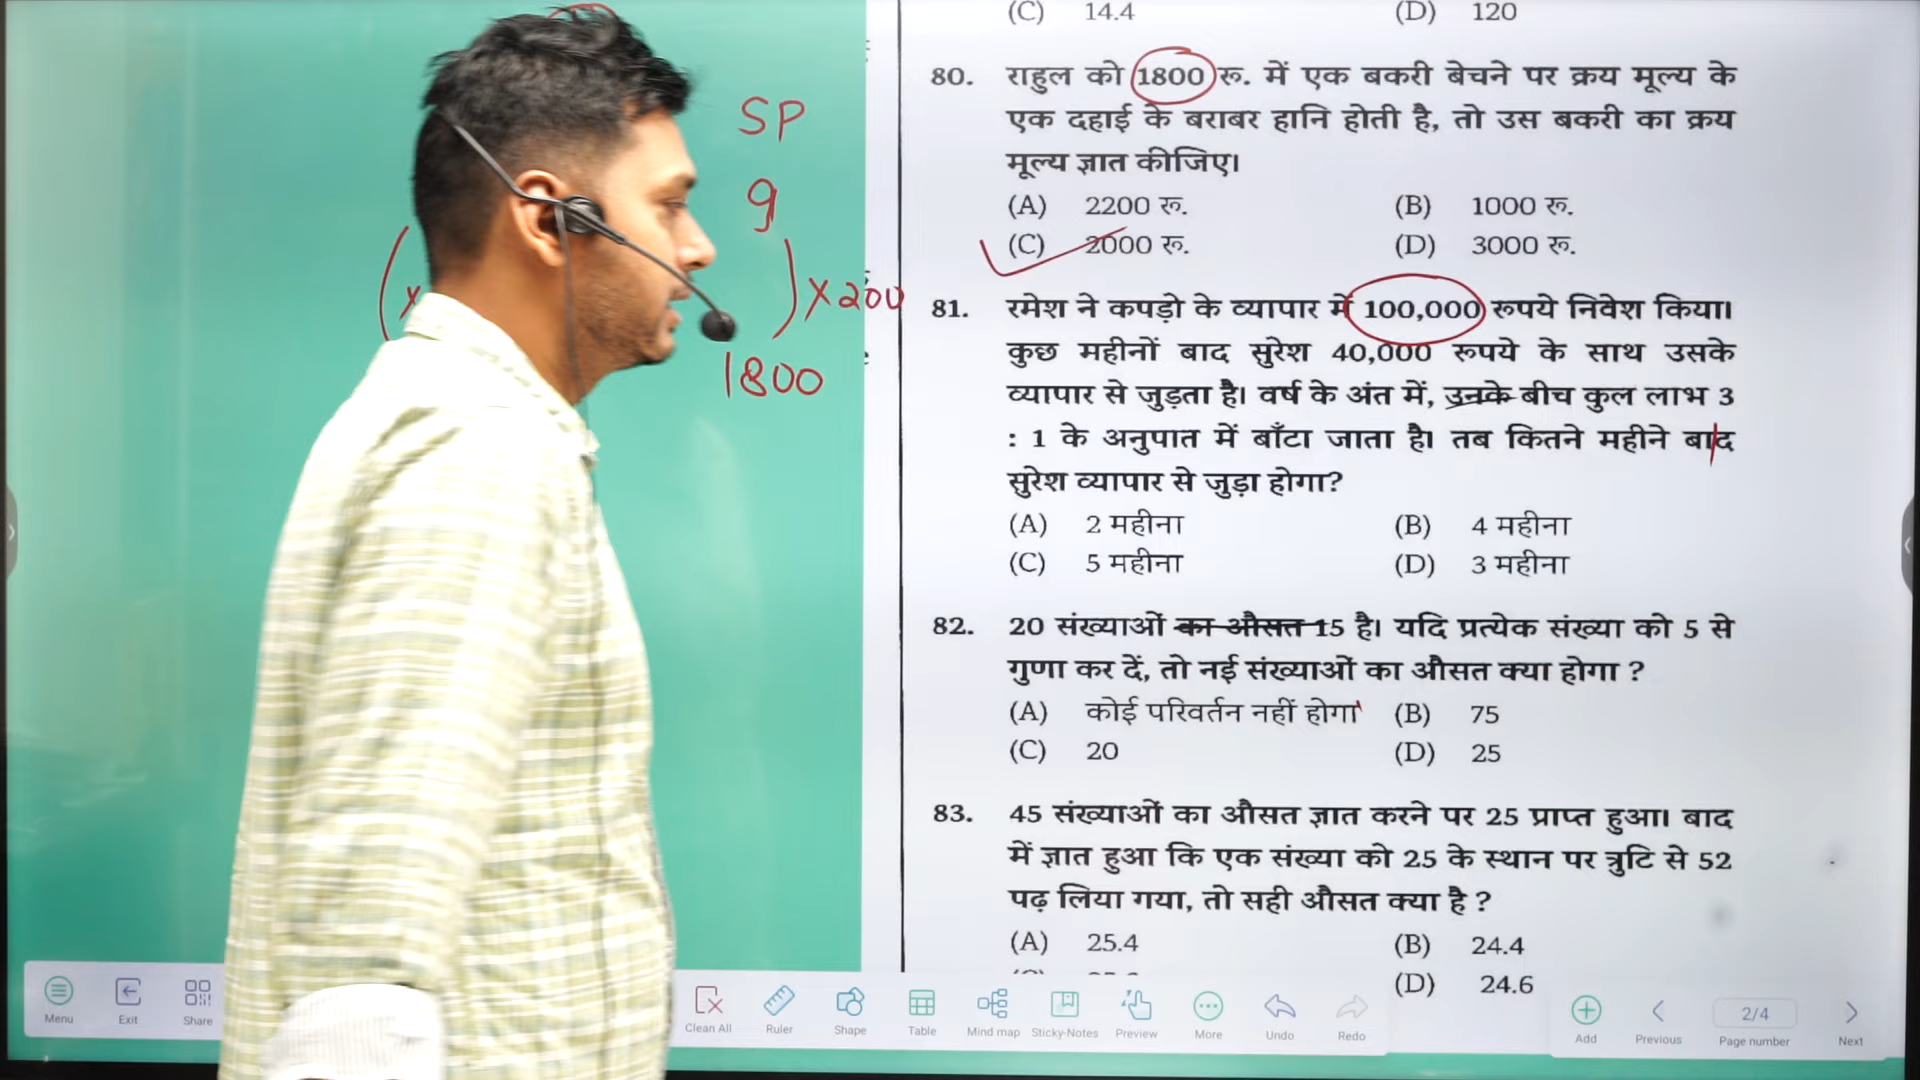 SP
9
x
)x200
1800
(C) 14.4 (D) 120
80. राहुल को 1800 रू. में एक बकरी बेचने पर क्रय मूल्य के
एक दहाई के बराबर हानि होती है, तो उस बकरी का क्रय
मूल्य ज्ञात कीजिए।
(A) 2200 रू. (B) 1000 रू.
(C) 2000 रू. (D) 3000 रू.
81. रमेश ने कपड़ो के व्यापार में 100,000 रूपये निवेश किया।
कुछ महीनों बाद सुरेश 40,000 रूपये के साथ उसके
व्यापार से जुड़ता है। वर्ष के अंत में, उनके बीच कुल लाभ 3
: 1 के अनुपात में बाँटा जाता है। तब कितने महीने बाद
सुरेश व्यापार से जुड़ा होगा?
(A) 2 महीना (B) 4 महीना
(C) 5 महीना (D) 3 महीना
82. 20 संख्याओं का औसत 15 है। यदि प्रत्येक संख्या को 5 से
गुणा कर दें, तो नई संख्याओं का औसत क्या होगा ?
(A) कोई परिवर्तन नहीं होगा (B) 75
(C) 20 (D) 25
83. 45 संख्याओं का औसत ज्ञात करने पर 25 प्राप्त हुआ। बाद
में ज्ञात हुआ कि एक संख्या को 25 के स्थान पर त्रुटि से 52
पढ़ लिया गया, तो सही औसत क्या है ?
(A) 25.4 (B) 24.4
(D) 24.6
Menu Exit Share Clean All Ruler Shape Table Mind map Sticky-Notes Preview More Undo Redo Add Previous 2/4 Page number Next